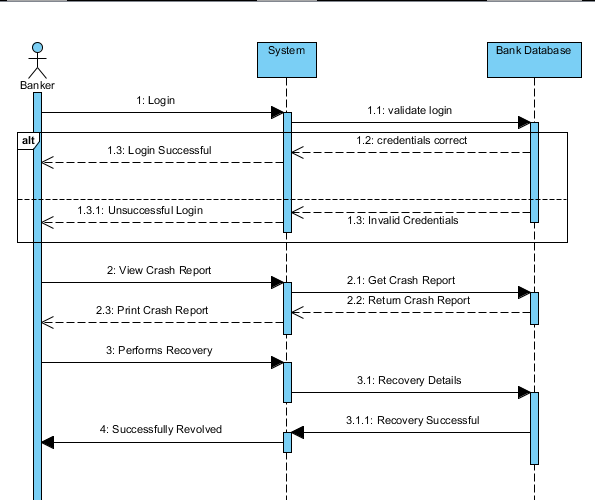 System
Bank Database
Banker
1: Login
1.1: validate login
alt
1.2: credentials correct
1.3: Login Successful
1.3.1: Unsuccessful Login
1.3: Invalid Credentials
2: View Crash Report
2.1: Get Crash Report
2.2: Return Crash Report
2.3: Print Crash Report
3: Performs Recovery
3.1: Recovery Details
3.1.1: Recovery Successful
4: Successfully Revolved